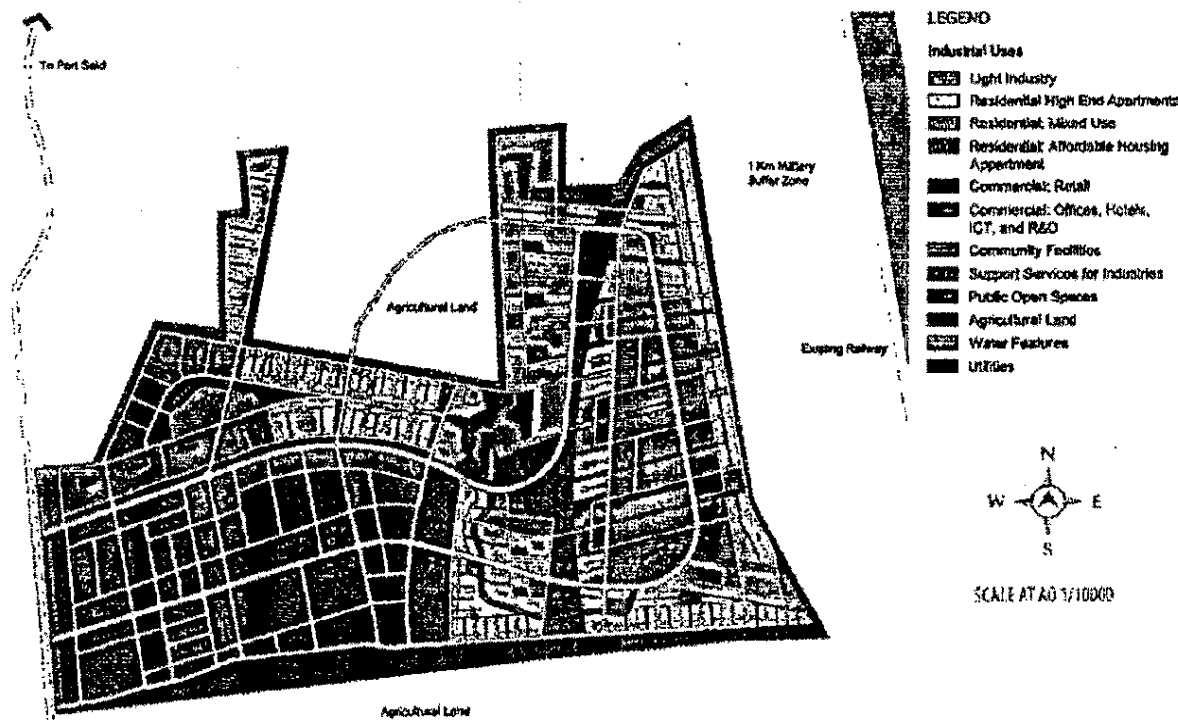 To Port Said
Agricultural Land
1 Km Military
Buffer Zone
Existing Railway
Agricultural Land
LEGEND
Industrial Uses
Light Industry
Residential High End Apartments
Residential: Mixed Use
Residential: Affordable Housing
Appartment
Commercial: Retail
Commercial: Offices, Hotels,
ICT, and R&D
Community Facilities
Support Services for Industries
Public Open Spaces
Agricultural Land
Water Features
Utilities
N
W E
S
SCALE AT A0 1/10000